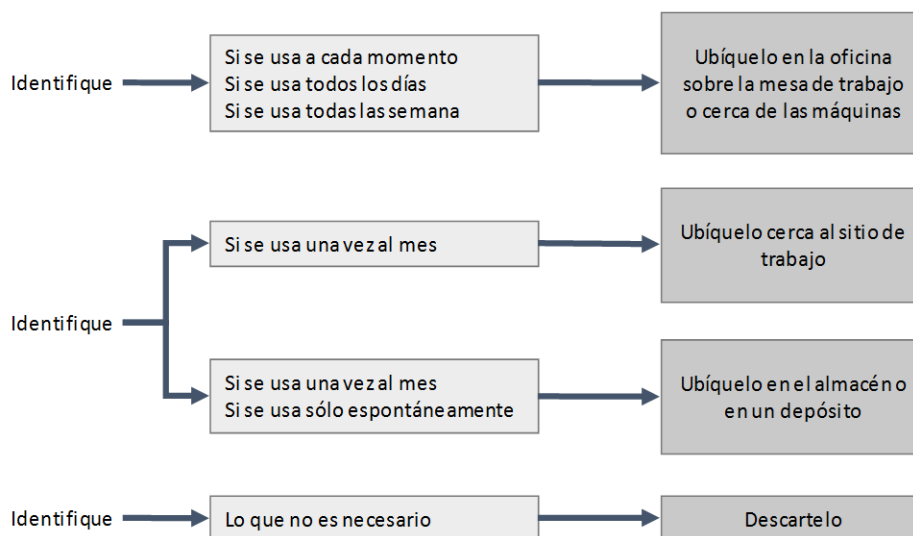 Identifique
Si se usa a cada momento
Si se usa todos los días
Si se usa todas las semana
Ubíquelo en la oficina
sobre la mesa de trabajo
o cerca de las máquinas
Identifique
Si se usa una vez al mes
Ubíquelo cerca al sitio de
trabajo
Si se usa una vez al mes
Si se usa sólo espontáneamente
Ubíquelo en el almacén o
en un depósito
Identifique
Lo que no es necesario
Descartelo